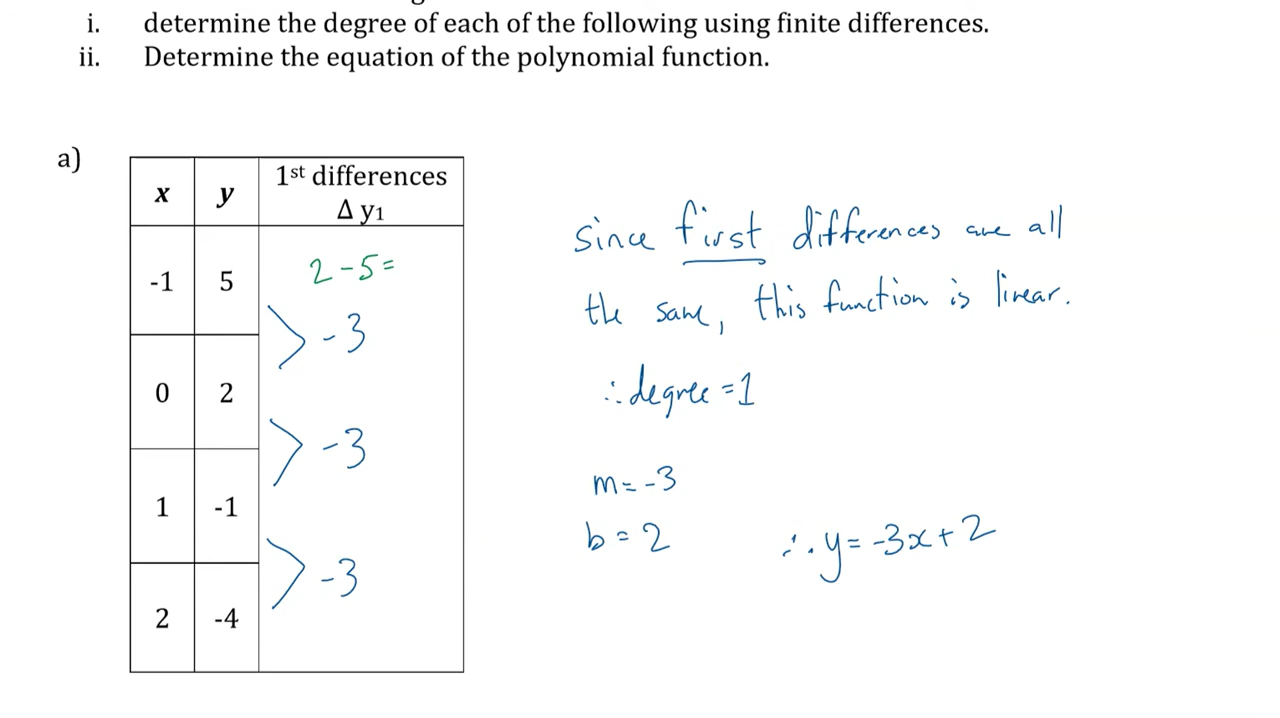 i. determine the degree of each of the following using finite differences.
ii. Determine the equation of the polynomial function.
a)
x y 1st differences
Δ y1
-1 5 2-5=
> -3
0 2
> -3
1 -1
> -3
2 -4
Since first differences are all
the same, this function is linear.
∴ degree = 1
m = -3
b = 2
∴ y = -3x + 2